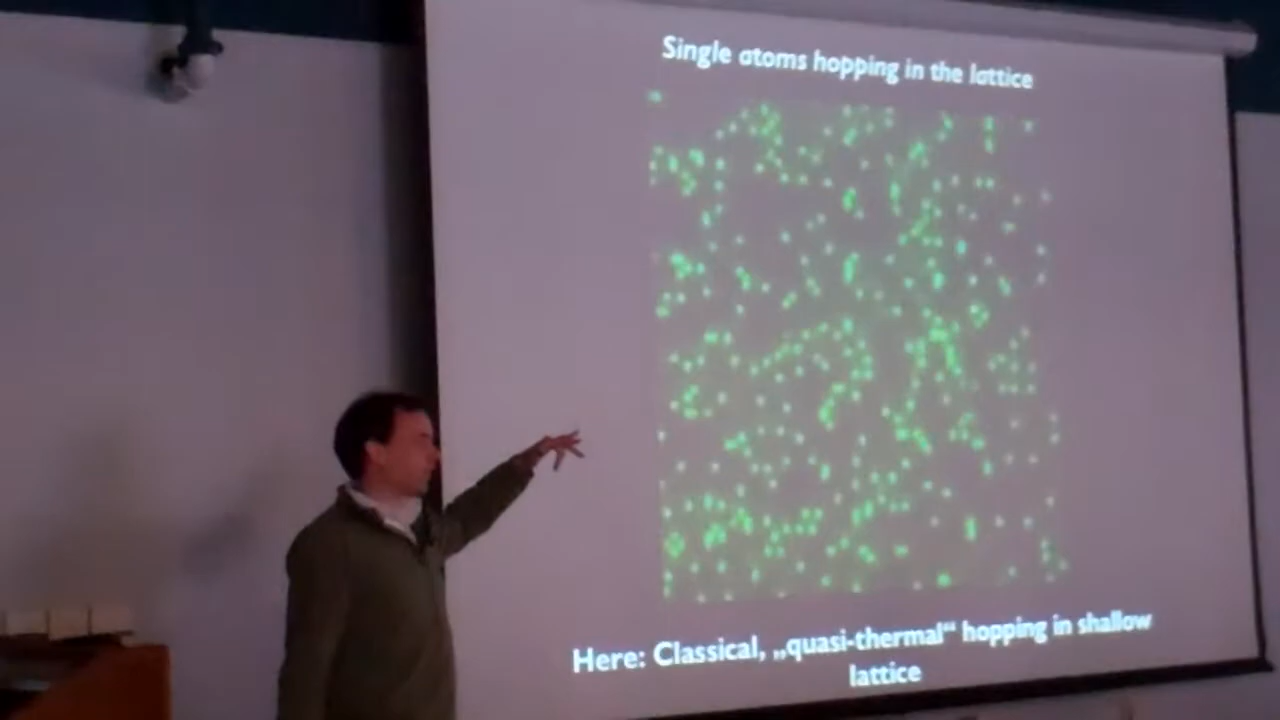 Single atoms hopping in the lattice
Here: Classical, „quasi-thermal“ hopping in shallow
lattice